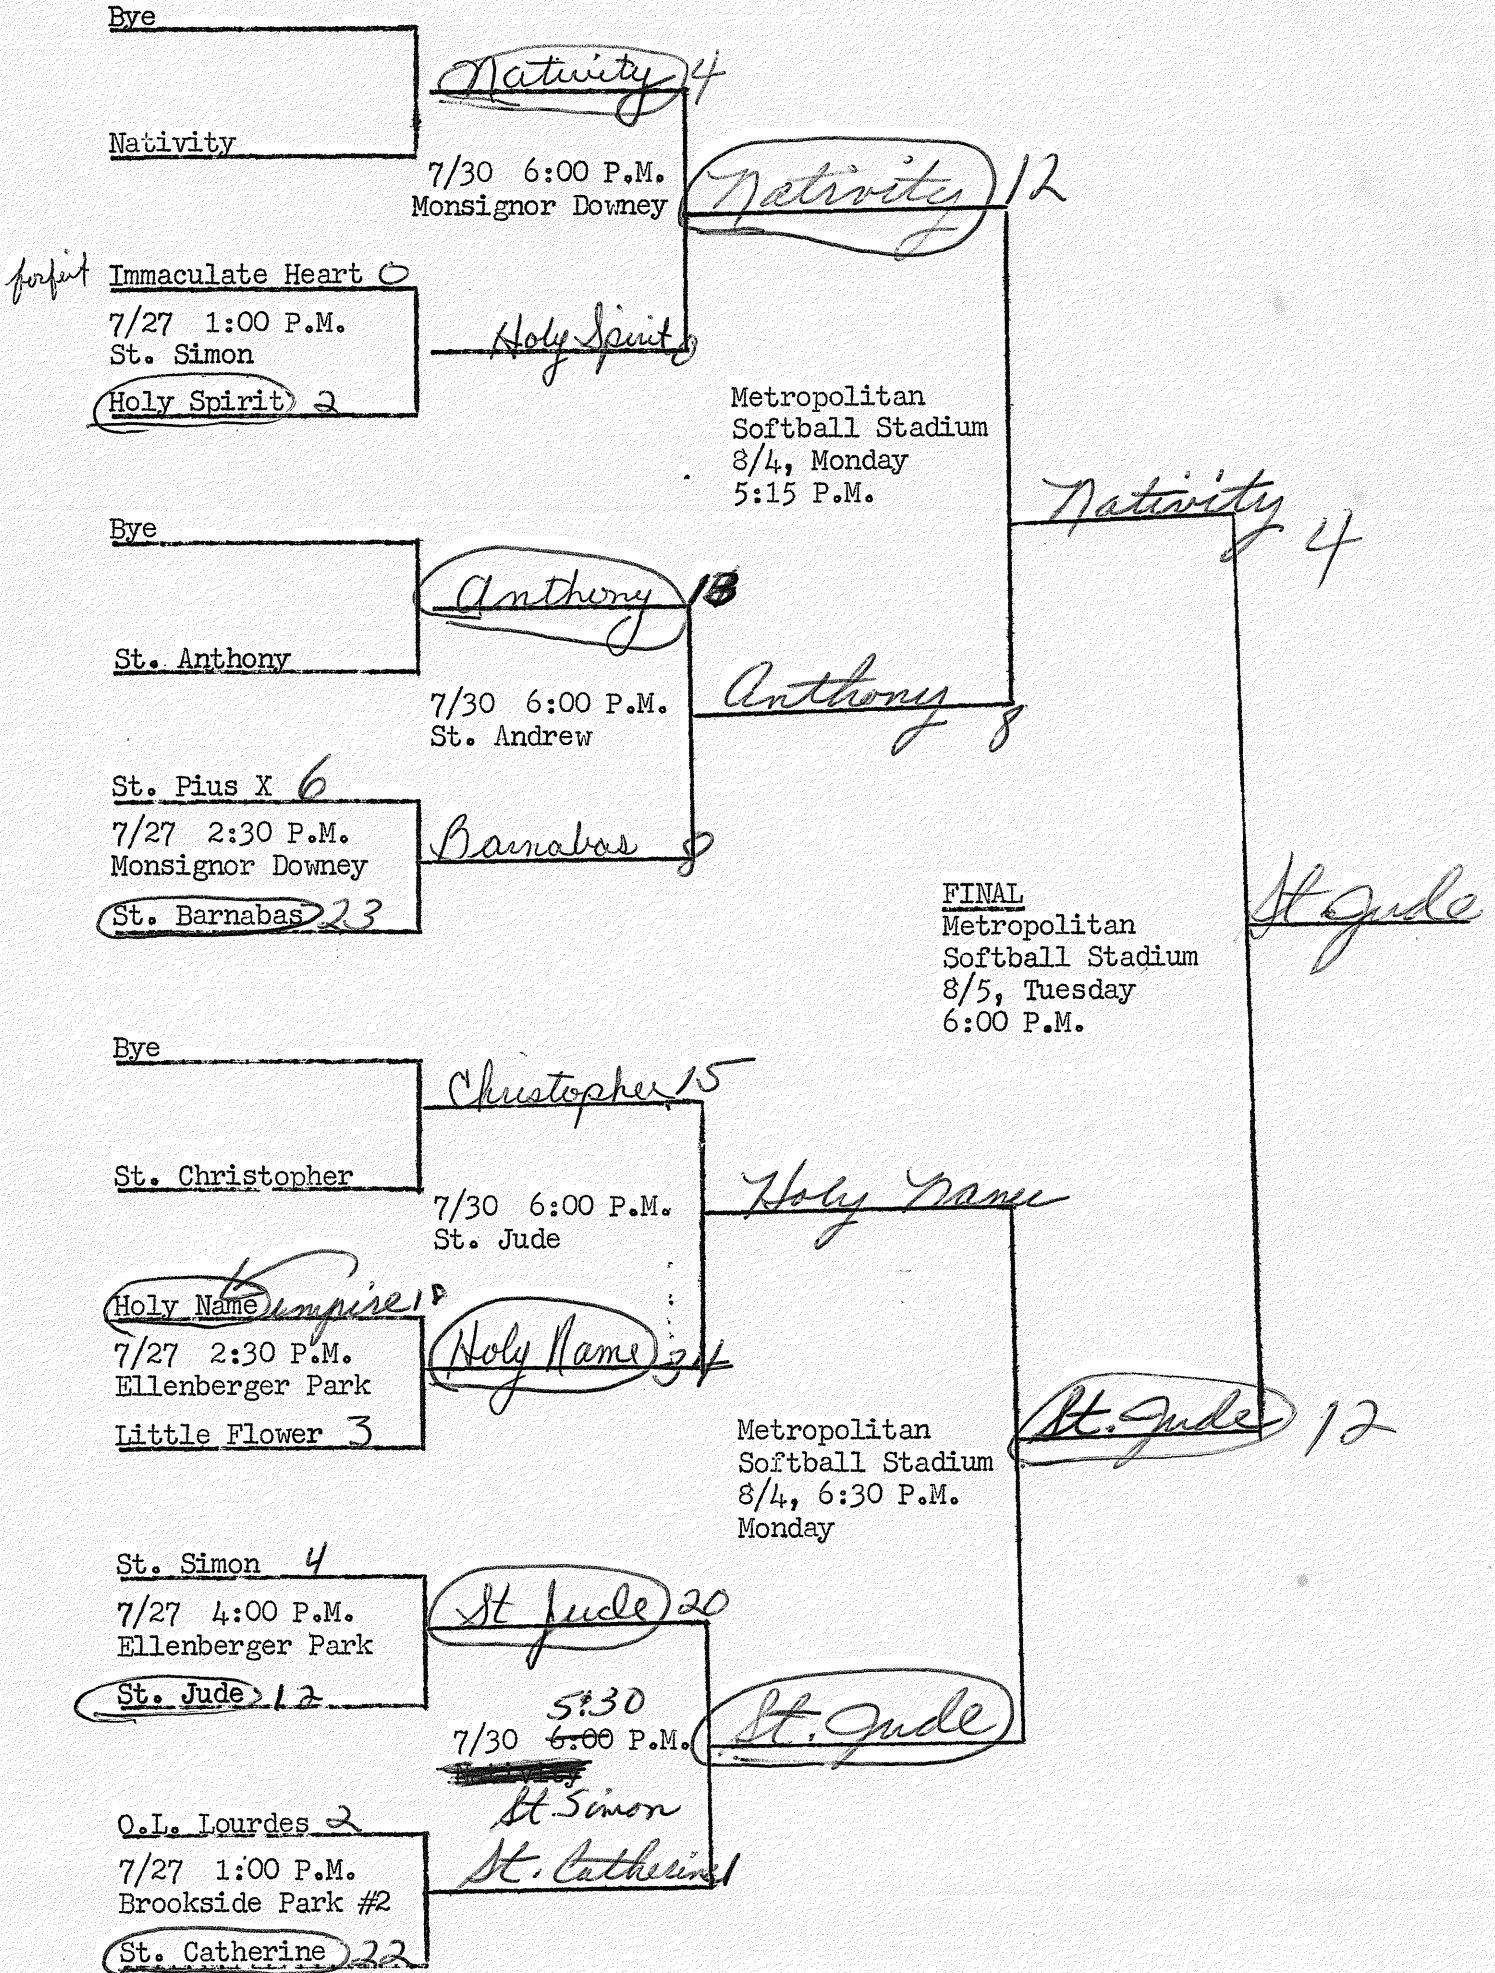 Bye
Nativity 4
Nativity
7/30 6:00 P.M.
Monsignor Downey
Nativity 12
forfeit Immaculate Heart 0
7/27 1:00 P.M.
St. Simon
Holy Spirit 2
Holy Spirit 0
Metropolitan
Softball Stadium
8/4, Monday
5:15 P.M.
Nativity 4
Bye
Anthony
St. Anthony
7/30 6:00 P.M.
St. Andrew
Anthony 8
St. Pius X 6
7/27 2:30 P.M.
Monsignor Downey
St. Barnabas 23
Barnabas 8
FINAL
Metropolitan
Softball Stadium
8/5, Tuesday
6:00 P.M.
St Jude
Bye
Christopher 15
St. Christopher
7/30 6:00 P.M.
St. Jude
Holy Name
Holy Name umpire
7/27 2:30 P.M.
Ellenberger Park
Little Flower 3
Holy Name 34
Metropolitan
Softball Stadium
8/4, 6:30 P.M.
Monday
St. Jude 12
St. Simon 4
7/27 4:00 P.M.
Ellenberger Park
St. Jude 12
St Jude 20
5:30
7/30 6:00 P.M.
Nativity
St. Simon
St. Jude
O.L. Lourdes 2
7/27 1:00 P.M.
Brookside Park #2
St. Catherine 22
St. Catherine 1